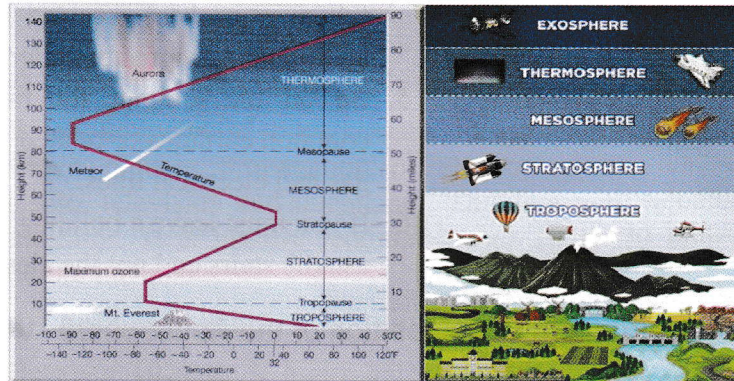 140
130
120
110
100
90
80
70
60
50
40
30
20
10
Height (km)
Aurora
Meteor
Temperature
Maximum ozone
Mt. Everest
THERMOSPHERE
Mesopause
MESOSPHERE
Stratopause
STRATOSPHERE
Tropopause
TROPOSPHERE
90
80
70
60
50
40
30
20
10
Height (miles)
-100 -90 -80 -70 -60 -50 -40 -30 -20 -10 0 10 20 30 40 50 °C
-140 -120 -100 -80 -60 -40 -20 0 20 40 60 80 100 120 °F
32
Temperature
EXOSPHERE
THERMOSPHERE
MESOSPHERE
STRATOSPHERE
TROPOSPHERE